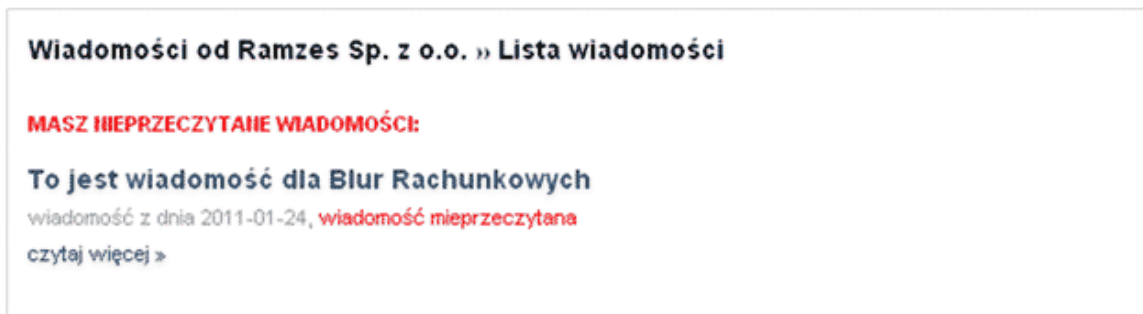 Wiadomości od Ramzes Sp. z o.o. » Lista wiadomości
MASZ NIEPRZECZYTANE WIADOMOŚCI:
To jest wiadomość dla Biur Rachunkowych
wiadomość z dnia 2011-01-24, wiadomość nieprzeczytana
czytaj więcej »